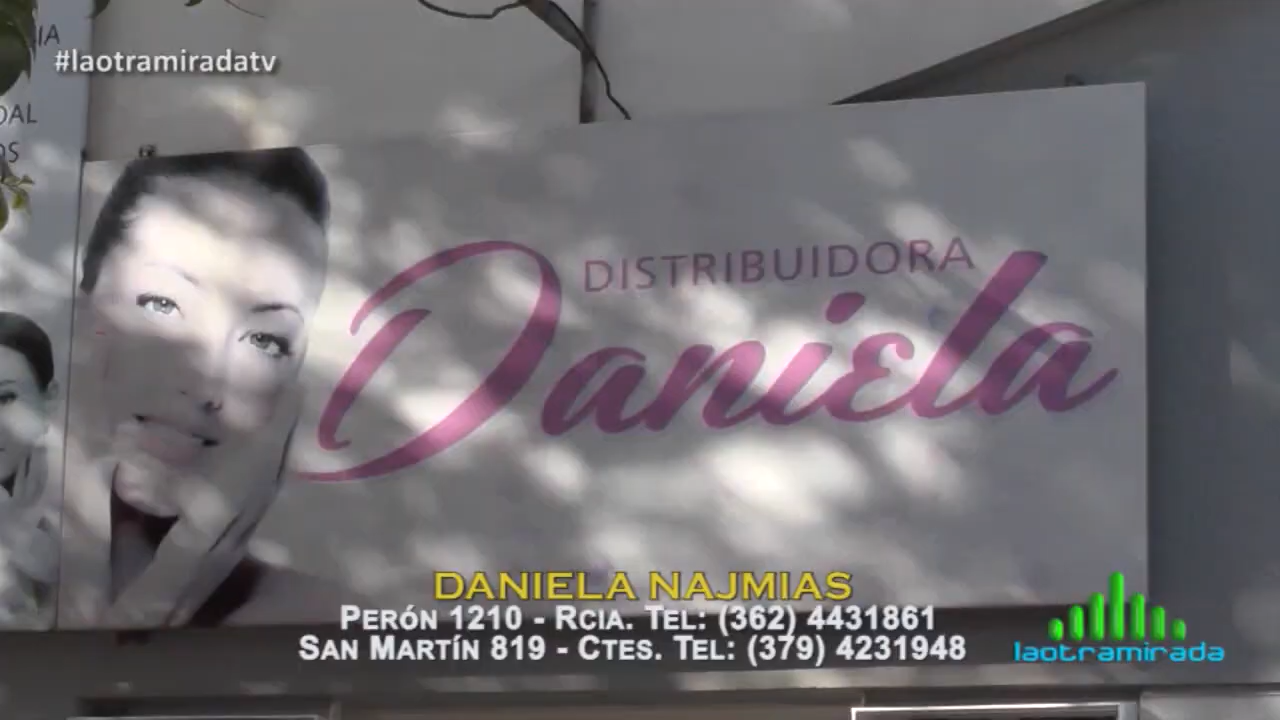 #laotramiradatv
DISTRIBUIDORA
Daniela
DANIELA NAJMIAS
PERÓN 1210 - RCIA. TEL: (362) 4431861
SAN MARTÍN 819 - CTES. TEL: (379) 4231948
laotramirada